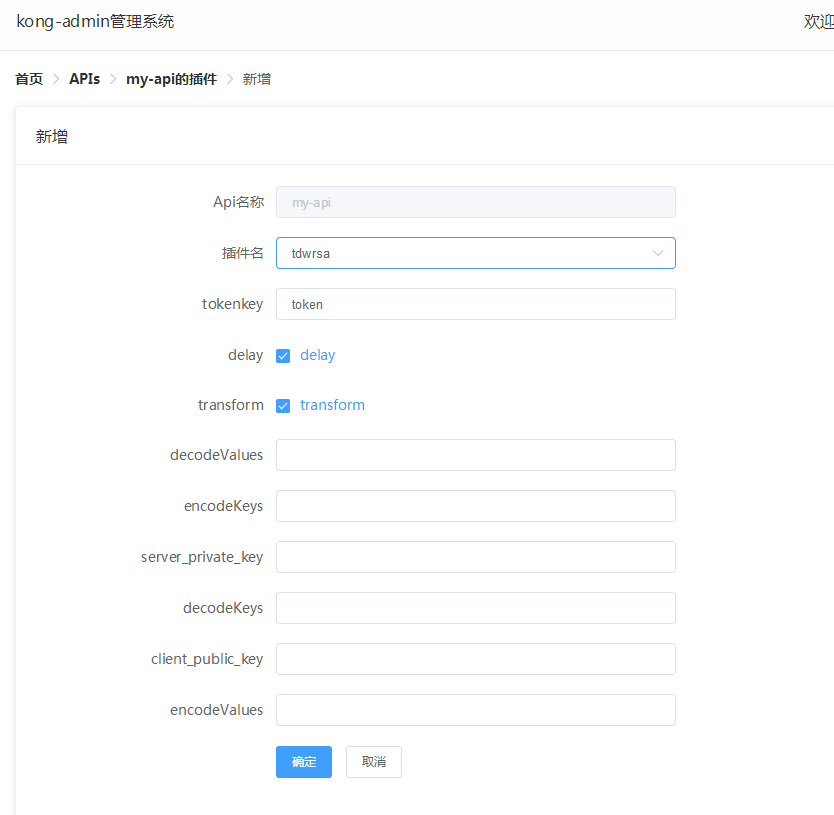 kong-admin管理系统 欢迎
首页 > APIs > my-api的插件 > 新增
新增
Api名称 my-api
插件名 tdwrsa
tokenkey token
delay delay
transform transform
decodeValues
encodeKeys
server_private_key
decodeKeys
client_public_key
encodeValues
确定 取消